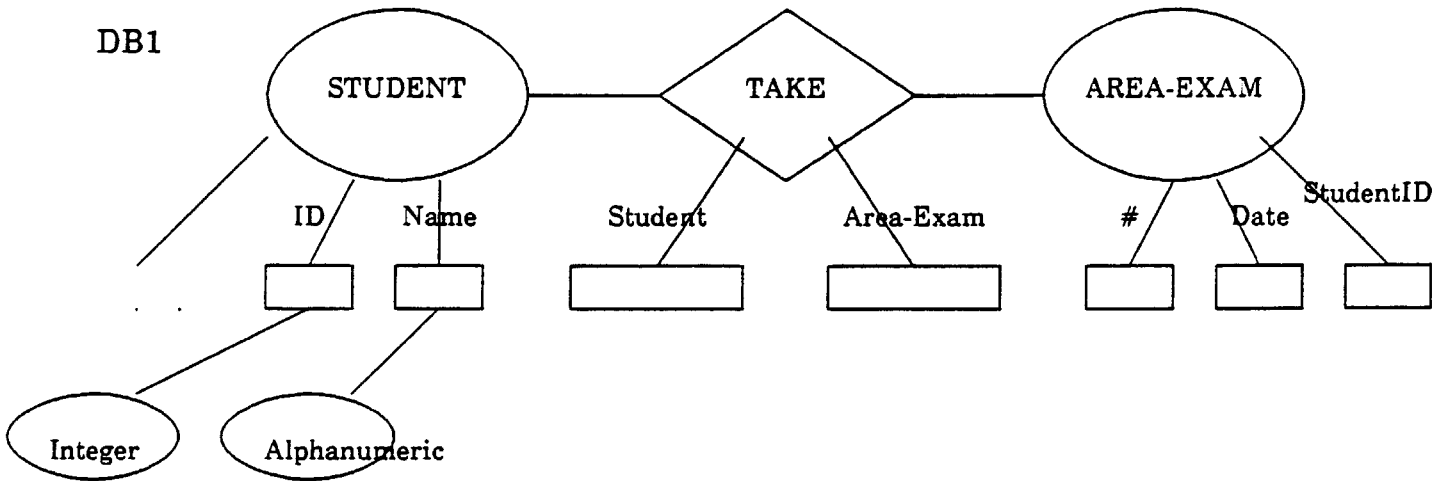 DB1
STUDENT
TAKE
AREA-EXAM
ID
Name
Student
Area-Exam
#
Date
StudentID
. .
Integer
Alphanumeric